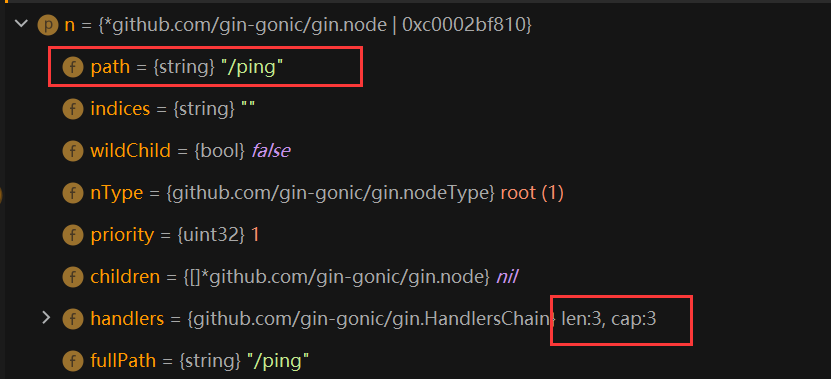 p n = {*github.com/gin-gonic/gin.node | 0xc0002bf810}
f path = {string} "/ping"
f indices = {string} ""
f wildChild = {bool} false
f nType = {github.com/gin-gonic/gin.nodeType} root (1)
f priority = {uint32} 1
f children = {[]*github.com/gin-gonic/gin.node} nil
f handlers = {github.com/gin-gonic/gin.HandlersChain} len:3, cap:3
f fullPath = {string} "/ping"